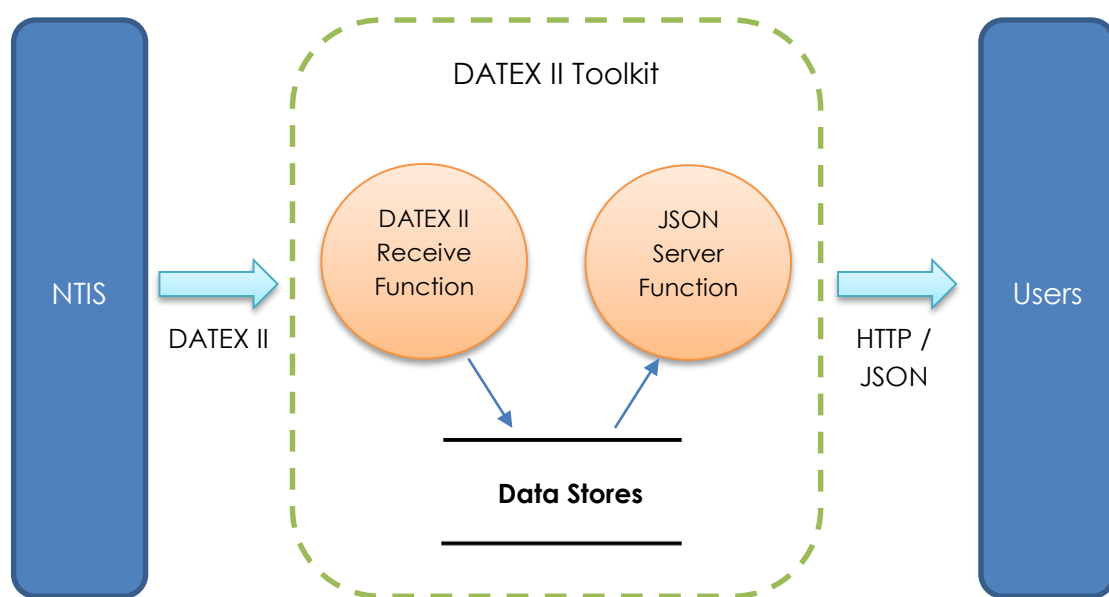 DATEX II Toolkit
NTIS
DATEX II
DATEX II
Receive
Function
JSON
Server
Function
HTTP /
JSON
Users
Data Stores